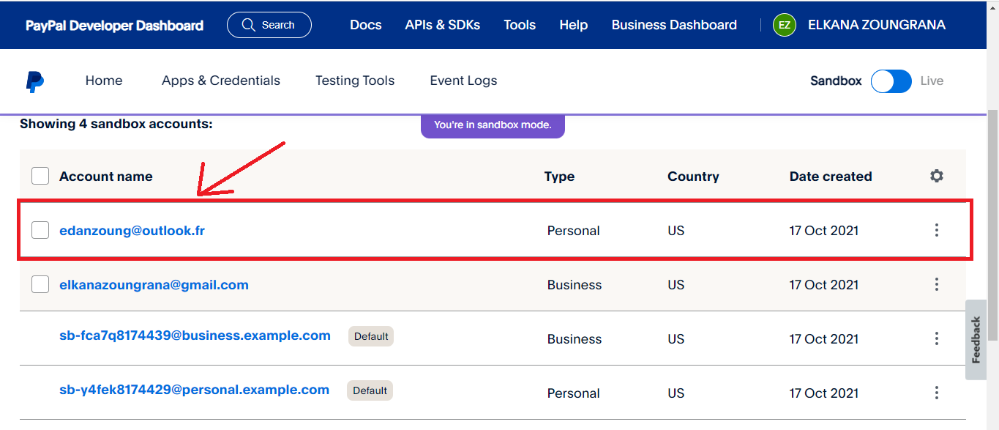 PayPal Developer Dashboard Search Docs APIs & SDKs Tools Help Business Dashboard EZ ELKANA ZOUNGRANA
Home Apps & Credentials Testing Tools Event Logs Sandbox Live
Showing 4 sandbox accounts: You're in sandbox mode.
Account name Type Country Date created
edanzoung@outlook.fr Personal US 17 Oct 2021
elkanazoungrana@gmail.com Business US 17 Oct 2021
sb-fca7q8174439@business.example.com Default Business US 17 Oct 2021
sb-y4fek8174429@personal.example.com Default Personal US 17 Oct 2021
Feedback